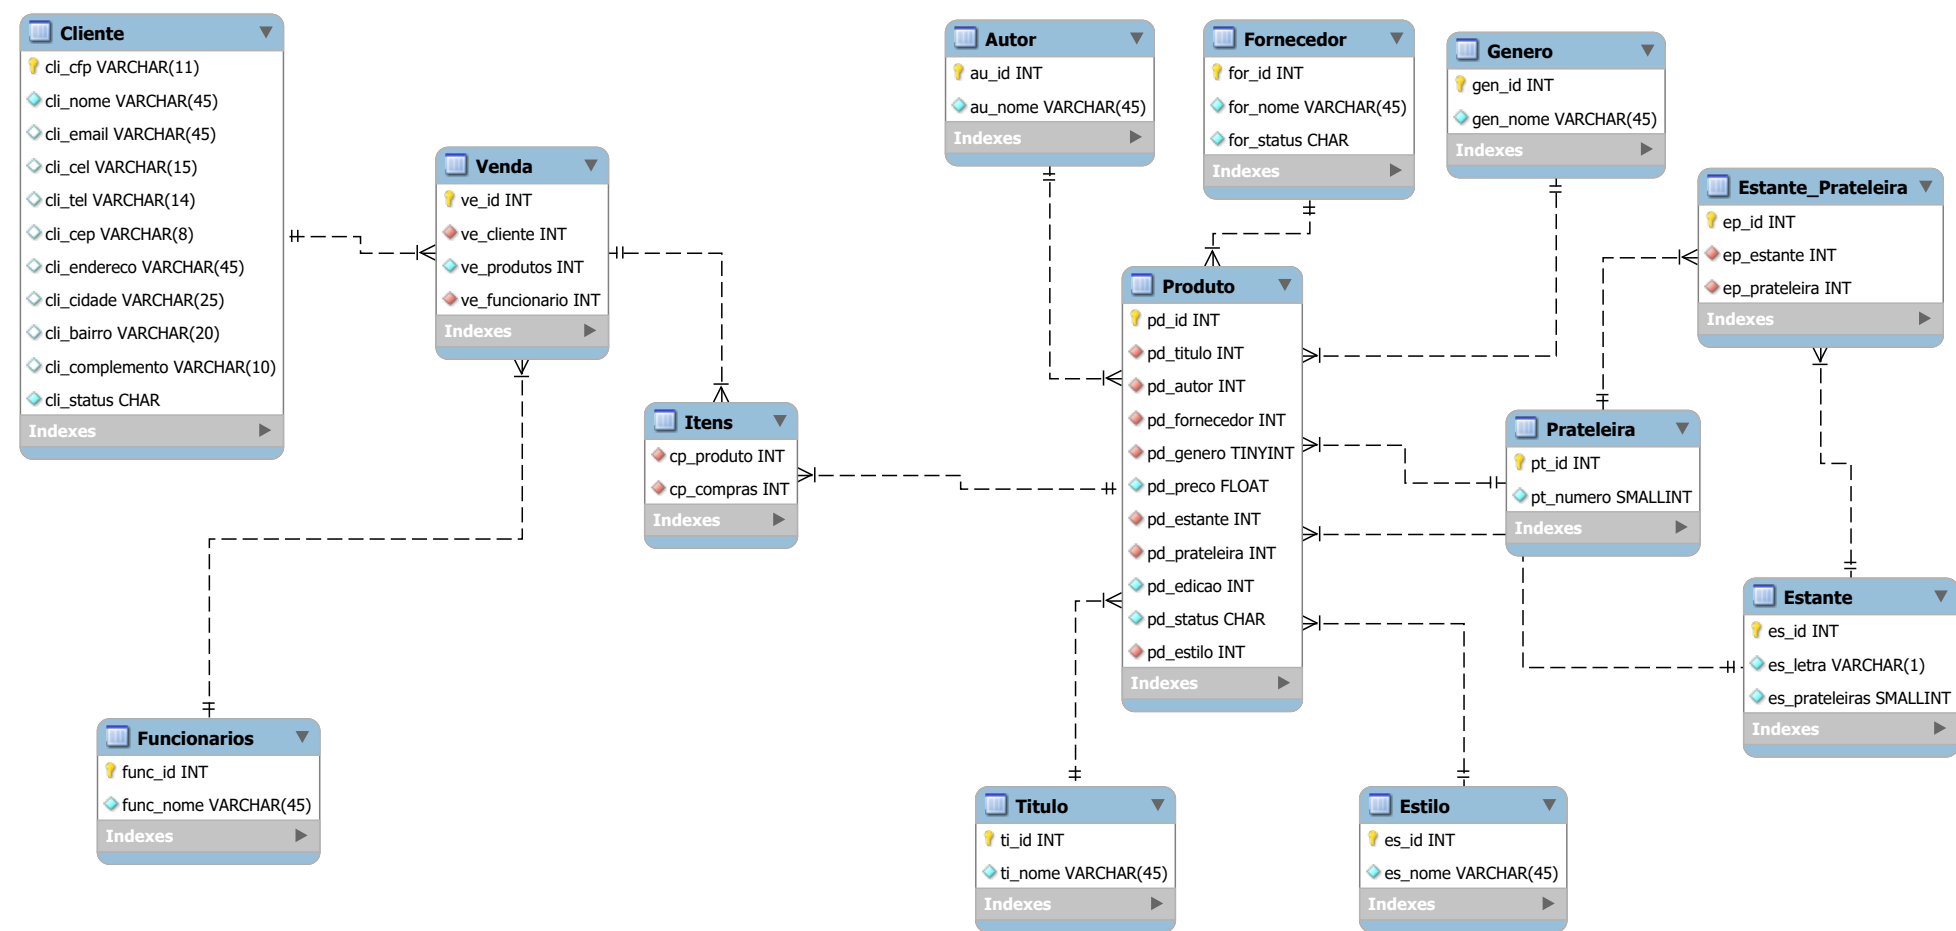 Cliente
cli_cfp VARCHAR(11)
cli_nome VARCHAR(45)
cli_email VARCHAR(45)
cli_cel VARCHAR(15)
cli_tel VARCHAR(14)
cli_cep VARCHAR(8)
cli_endereco VARCHAR(45)
cli_cidade VARCHAR(25)
cli_bairro VARCHAR(20)
cli_complemento VARCHAR(10)
cli_status CHAR
Indexes
Venda
ve_id INT
ve_cliente INT
ve_produtos INT
ve_funcionario INT
Indexes
Autor
au_id INT
au_nome VARCHAR(45)
Indexes
Fornecedor
for_id INT
for_nome VARCHAR(45)
for_status CHAR
Indexes
Genero
gen_id INT
gen_nome VARCHAR(45)
Indexes
Estante_Prateleira
ep_id INT
ep_estante INT
ep_prateleira INT
Indexes
Produto
pd_id INT
pd_titulo INT
pd_autor INT
pd_fornecedor INT
pd_genero TINYINT
pd_preco FLOAT
pd_estante INT
pd_prateleira INT
pd_edicao INT
pd_status CHAR
pd_estilo INT
Indexes
Itens
cp_produto INT
cp_compras INT
Indexes
Prateleira
pt_id INT
pt_numero SMALLINT
Indexes
Estante
es_id INT
es_letra VARCHAR(1)
es_prateleiras SMALLINT
Indexes
Funcionarios
func_id INT
func_nome VARCHAR(45)
Indexes
Titulo
ti_id INT
ti_nome VARCHAR(45)
Indexes
Estilo
es_id INT
es_nome VARCHAR(45)
Indexes